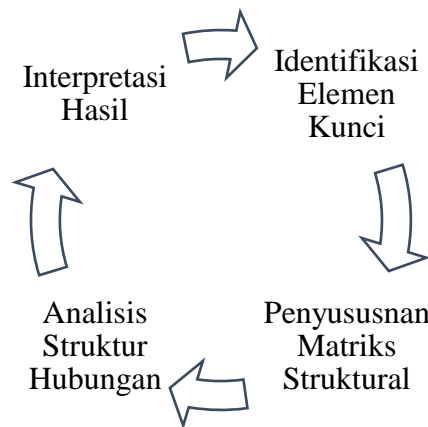 Interpretasi
Hasil
Identifikasi
Elemen
Kunci
Penyususnan
Matriks
Struktural
Analisis
Struktur
Hubungan